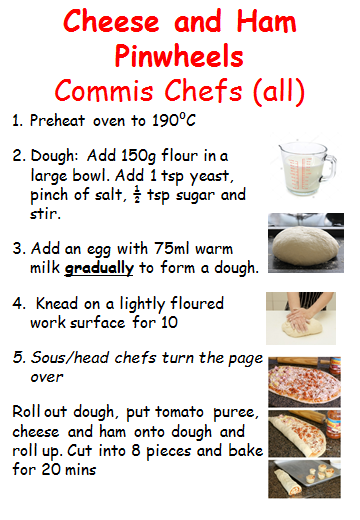 Cheese and Ham
Pinwheels
Commis Chefs (all)
1. Preheat oven to 190⁰C
2. Dough: Add 150g flour in a
large bowl. Add 1 tsp yeast,
pinch of salt, ½ tsp sugar and
stir.
3. Add an egg with 75ml warm
milk gradually to form a dough.
4. Knead on a lightly floured
work surface for 10
5. Sous/head chefs turn the page
over
Roll out dough, put tomato puree,
cheese and ham onto dough and
roll up. Cut into 8 pieces and bake
for 20 mins